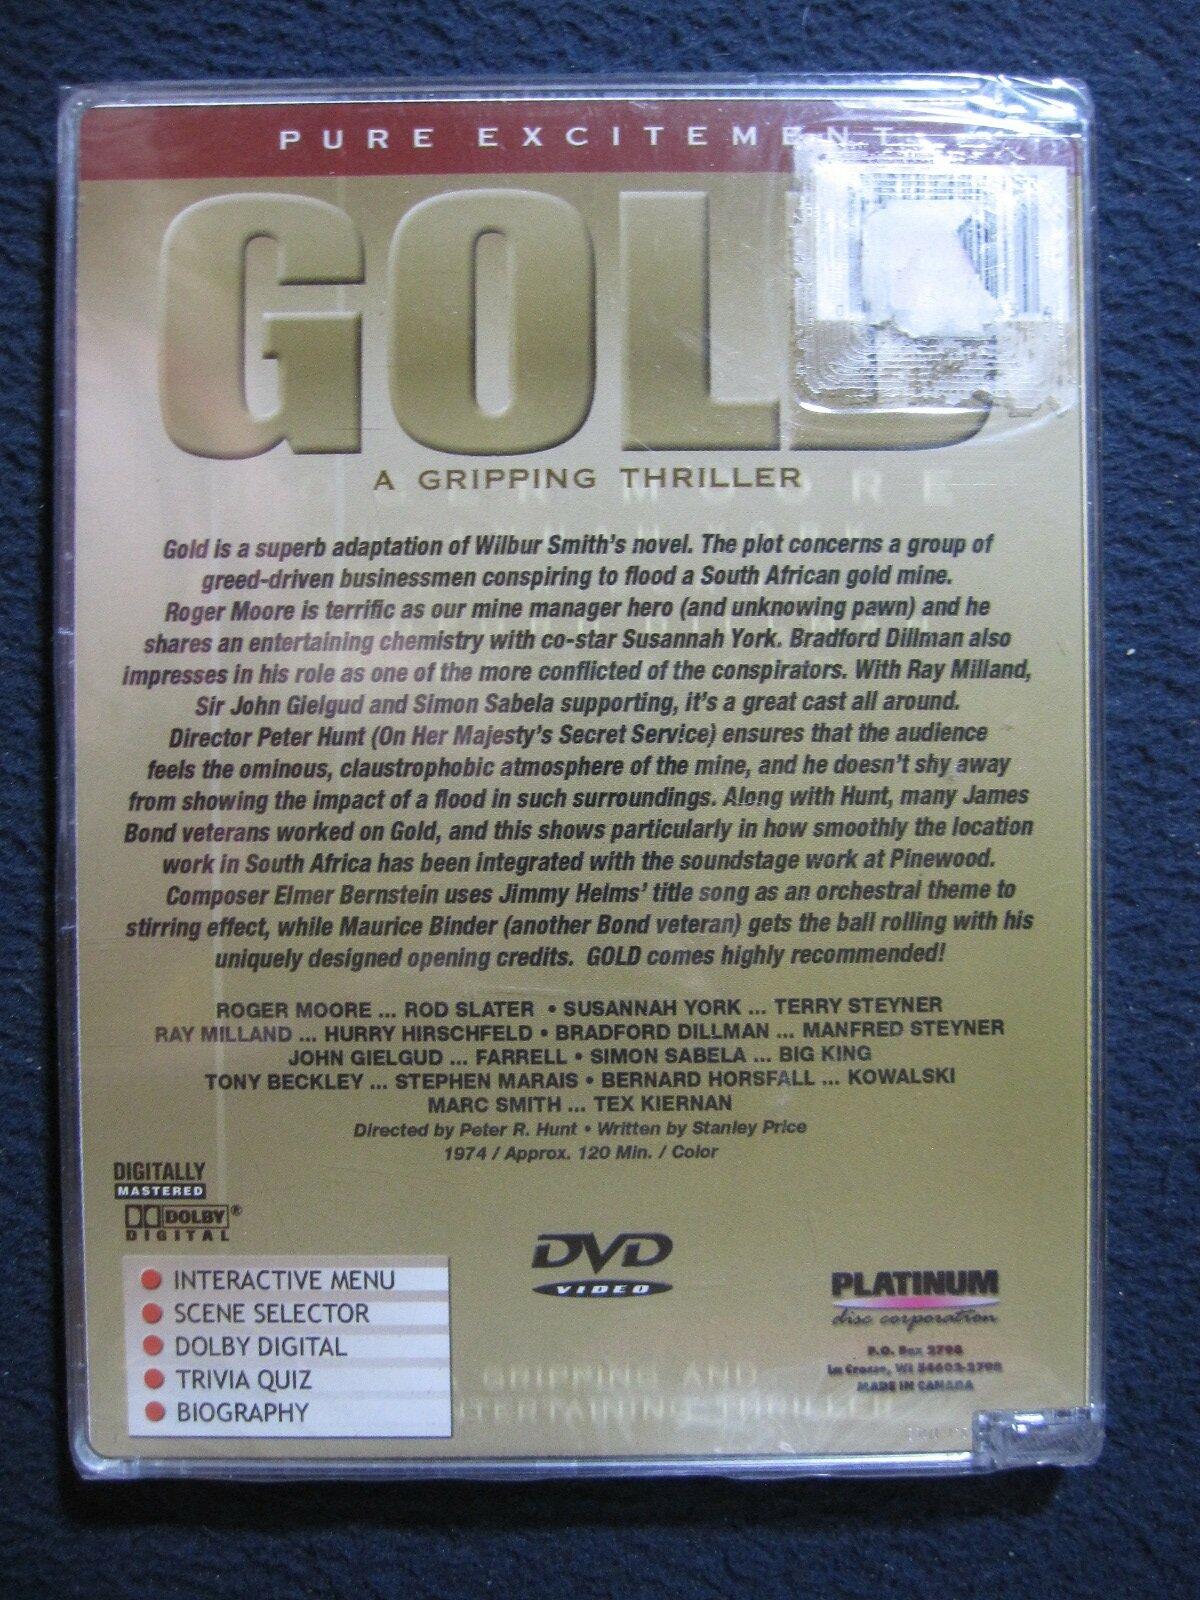 PURE EXCITEMENT
GOLD
A GRIPPING THRILLER
Gold is a superb adaptation of Wilbur Smith's novel. The plot concerns a group of
greed-driven businessmen conspiring to flood a South African gold mine.
Roger Moore is terrific as our mine manager hero (and unknowing pawn) and he
shares an entertaining chemistry with co-star Susannah York. Bradford Dillman also
impresses in his role as one of the more conflicted of the conspirators. With Ray Milland,
Sir John Gielgud and Simon Sabela supporting, it's a great cast all around.
Director Peter Hunt (On Her Majesty's Secret Service) ensures that the audience
feels the ominous, claustrophobic atmosphere of the mine, and he doesn't shy away
from showing the impact of a flood in such surroundings. Along with Hunt, many James
Bond veterans worked on Gold, and this shows particularly in how smoothly the location
work in South Africa has been integrated with the soundstage work at Pinewood.
Composer Elmer Bernstein uses Jimmy Helms' title song as an orchestral theme to
stirring effect, while Maurice Binder (another Bond veteran) gets the ball rolling with his
uniquely designed opening credits. GOLD comes highly recommended!
ROGER MOORE ... ROD SLATER • SUSANNAH YORK ... TERRY STEYNER
RAY MILLAND ... HURRY HIRSCHFELD • BRADFORD DILLMAN ... MANFRED STEYNER
JOHN GIELGUD ... FARRELL • SIMON SABELA ... BIG KING
TONY BECKLEY ... STEPHEN MARAIS • BERNARD HORSFALL ... KOWALSKI
MARC SMITH ... TEX KIERNAN
Directed by Peter R. Hunt • Written by Stanley Price
1974 / Approx. 120 Min. / Color
DIGITALLY
MASTERED
DOLBY®
DIGITAL
INTERACTIVE MENU
SCENE SELECTOR
DOLBY DIGITAL
TRIVIA QUIZ
BIOGRAPHY
DVD
VIDEO
PLATINUM
disc corporation
P.O. Box 2798
La Crosse, WI 54602-2798
MADE IN CANADA
GRIPPING AND
ENTERTAINING THRILLER